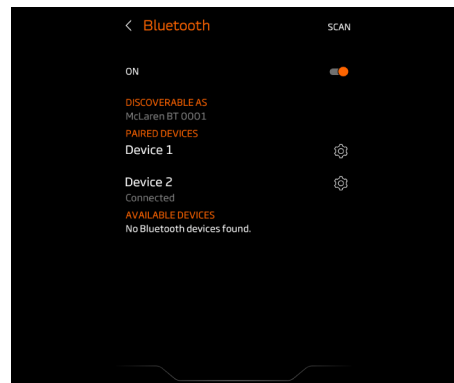 Bluetooth SCAN
ON
DISCOVERABLE AS
McLaren BT 0001
PAIRED DEVICES
Device 1
Device 2
Connected
AVAILABLE DEVICES
No Bluetooth devices found.